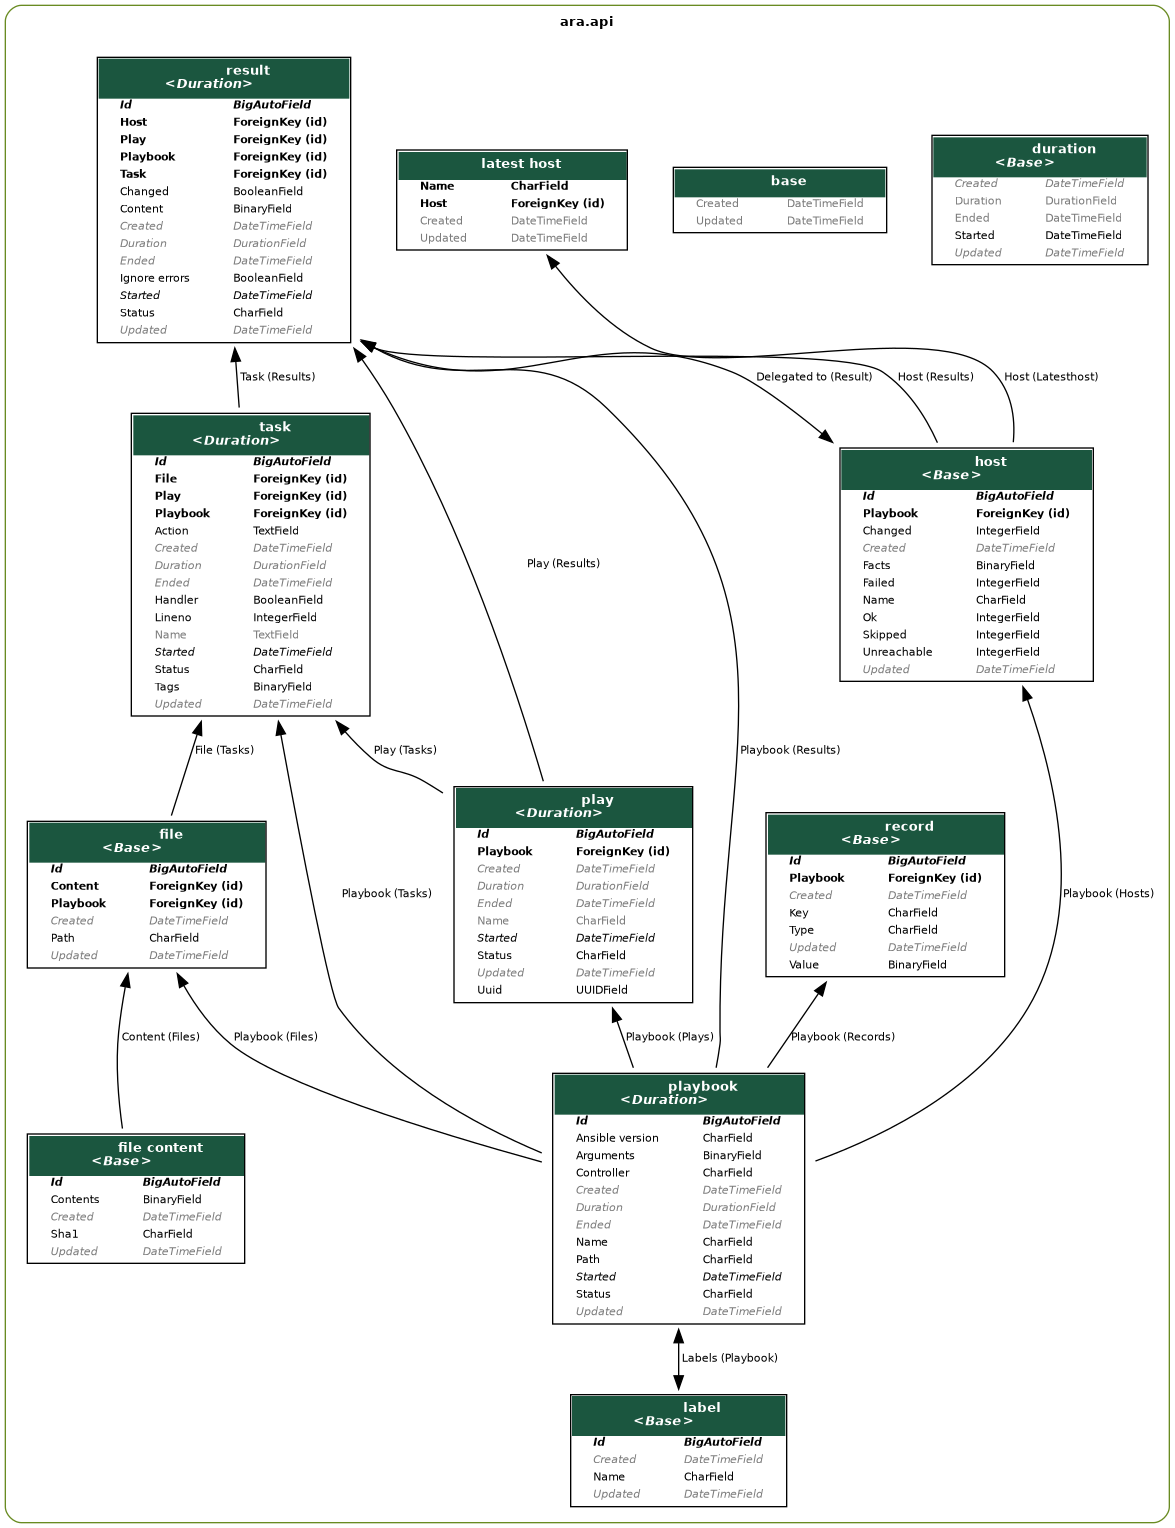 ara.api
result
<Duration>
Id BigAutoField
Host ForeignKey (id)
Play ForeignKey (id)
Playbook ForeignKey (id)
Task ForeignKey (id)
Changed BooleanField
Content BinaryField
Created DateTimeField
Duration DurationField
Ended DateTimeField
Ignore errors BooleanField
Started DateTimeField
Status CharField
Updated DateTimeField
latest host
Name CharField
Host ForeignKey (id)
Created DateTimeField
Updated DateTimeField
base
Created DateTimeField
Updated DateTimeField
duration
<Base>
Created DateTimeField
Duration DurationField
Ended DateTimeField
Started DateTimeField
Updated DateTimeField
Task (Results)
Delegated to (Result)
Host (Results)
Host (Latesthost)
task
<Duration>
Id BigAutoField
File ForeignKey (id)
Play ForeignKey (id)
Playbook ForeignKey (id)
Action TextField
Created DateTimeField
Duration DurationField
Ended DateTimeField
Handler BooleanField
Lineno IntegerField
Name TextField
Started DateTimeField
Status CharField
Tags BinaryField
Updated DateTimeField
Play (Results)
host
<Base>
Id BigAutoField
Playbook ForeignKey (id)
Changed IntegerField
Created DateTimeField
Facts BinaryField
Failed IntegerField
Name CharField
Ok IntegerField
Skipped IntegerField
Unreachable IntegerField
Updated DateTimeField
File (Tasks)
Play (Tasks)
Playbook (Results)
file
<Base>
Id BigAutoField
Content ForeignKey (id)
Playbook ForeignKey (id)
Created DateTimeField
Path CharField
Updated DateTimeField
Playbook (Tasks)
play
<Duration>
Id BigAutoField
Playbook ForeignKey (id)
Created DateTimeField
Duration DurationField
Ended DateTimeField
Name CharField
Started DateTimeField
Status CharField
Updated DateTimeField
Uuid UUIDField
record
<Base>
Id BigAutoField
Playbook ForeignKey (id)
Created DateTimeField
Key CharField
Type CharField
Updated DateTimeField
Value BinaryField
Playbook (Hosts)
Content (Files)
Playbook (Files)
Playbook (Plays)
Playbook (Records)
file content
<Base>
Id BigAutoField
Contents BinaryField
Created DateTimeField
Sha1 CharField
Updated DateTimeField
playbook
<Duration>
Id BigAutoField
Ansible version CharField
Arguments BinaryField
Controller CharField
Created DateTimeField
Duration DurationField
Ended DateTimeField
Name CharField
Path CharField
Started DateTimeField
Status CharField
Updated DateTimeField
Labels (Playbook)
label
<Base>
Id BigAutoField
Created DateTimeField
Name CharField
Updated DateTimeField